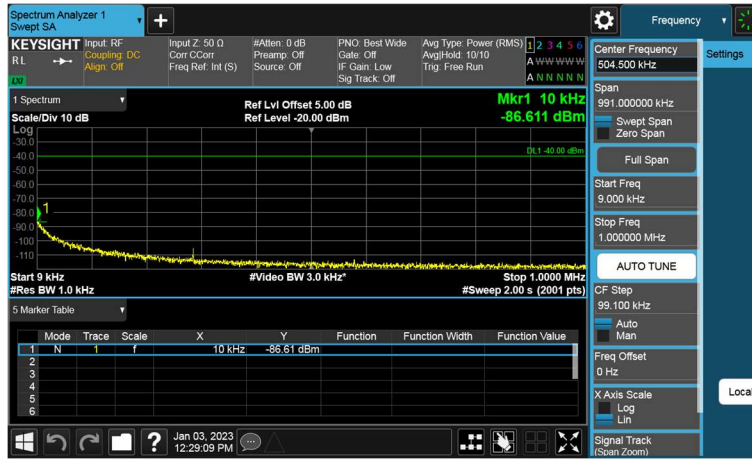 Spectrum Analyzer 1
Swept SA
Frequency
KEYSIGHT
RL
LXI
Input: RF
Coupling: DC
Align: Off
Input Z: 50 Ω
Corr CCorr
Freq Ref: Int (S)
#Atten: 0 dB
Preamp: Off
Source: Off
PNO: Best Wide
Gate: Off
IF Gain: Low
Sig Track: Off
Avg Type: Power (RMS)
Avg|Hold: 10/10
Trig: Free Run
1 2 3 4 5 6
A W W W W W
A N N N N N
1 Spectrum
Scale/Div 10 dB
Ref Lvl Offset 5.00 dB
Ref Level -20.00 dBm
Mkr1 10 kHz
-86.611 dBm
Log
-30.0
-40.0
-50.0
-60.0
-70.0
-80.0
-90.0
-100
-110
DL1 -40.00 dBm
1
Start 9 kHz
#Res BW 1.0 kHz
#Video BW 3.0 kHz*
Stop 1.0000 MHz
#Sweep 2.00 s (2001 pts)
5 Marker Table
Mode Trace Scale X Y Function Function Width Function Value
1 N 1 f 10 kHz -86.61 dBm
2
3
4
5
6
Jan 03, 2023
12:29:09 PM
Center Frequency
504.500 kHz
Settings
Span
991.000000 kHz
Swept Span
Zero Span
Full Span
Start Freq
9.000 kHz
Stop Freq
1.000000 MHz
AUTO TUNE
CF Step
99.100 kHz
Auto
Man
Freq Offset
0 Hz
X Axis Scale
Log
Lin
Local
Signal Track
(Span Zoom)